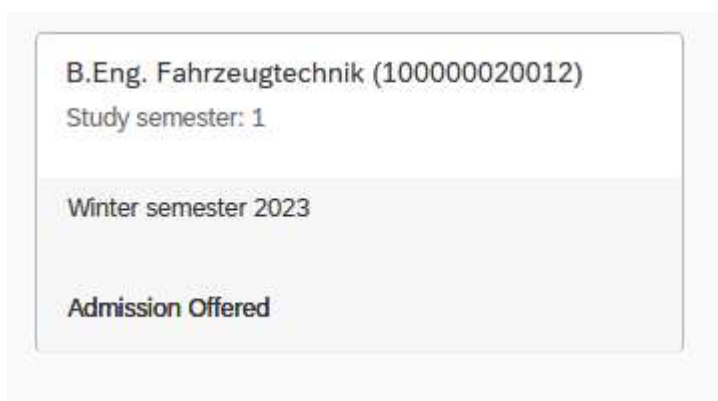 B.Eng. Fahrzeugtechnik (100000020012)
Study semester: 1
Winter semester 2023
Admission Offered